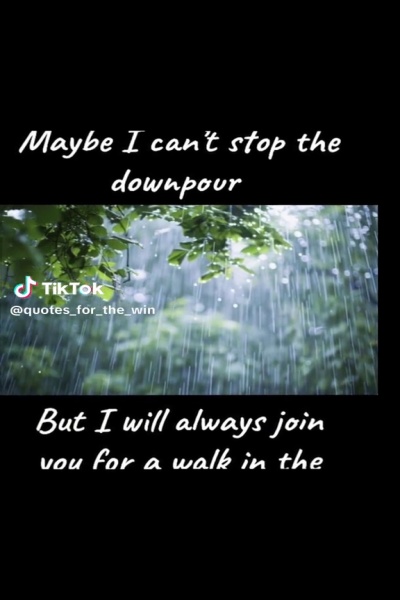 Maybe I can't stop the
downpour
TikTok
@quotes_for_the_win
But I will always join
you for a walk in the